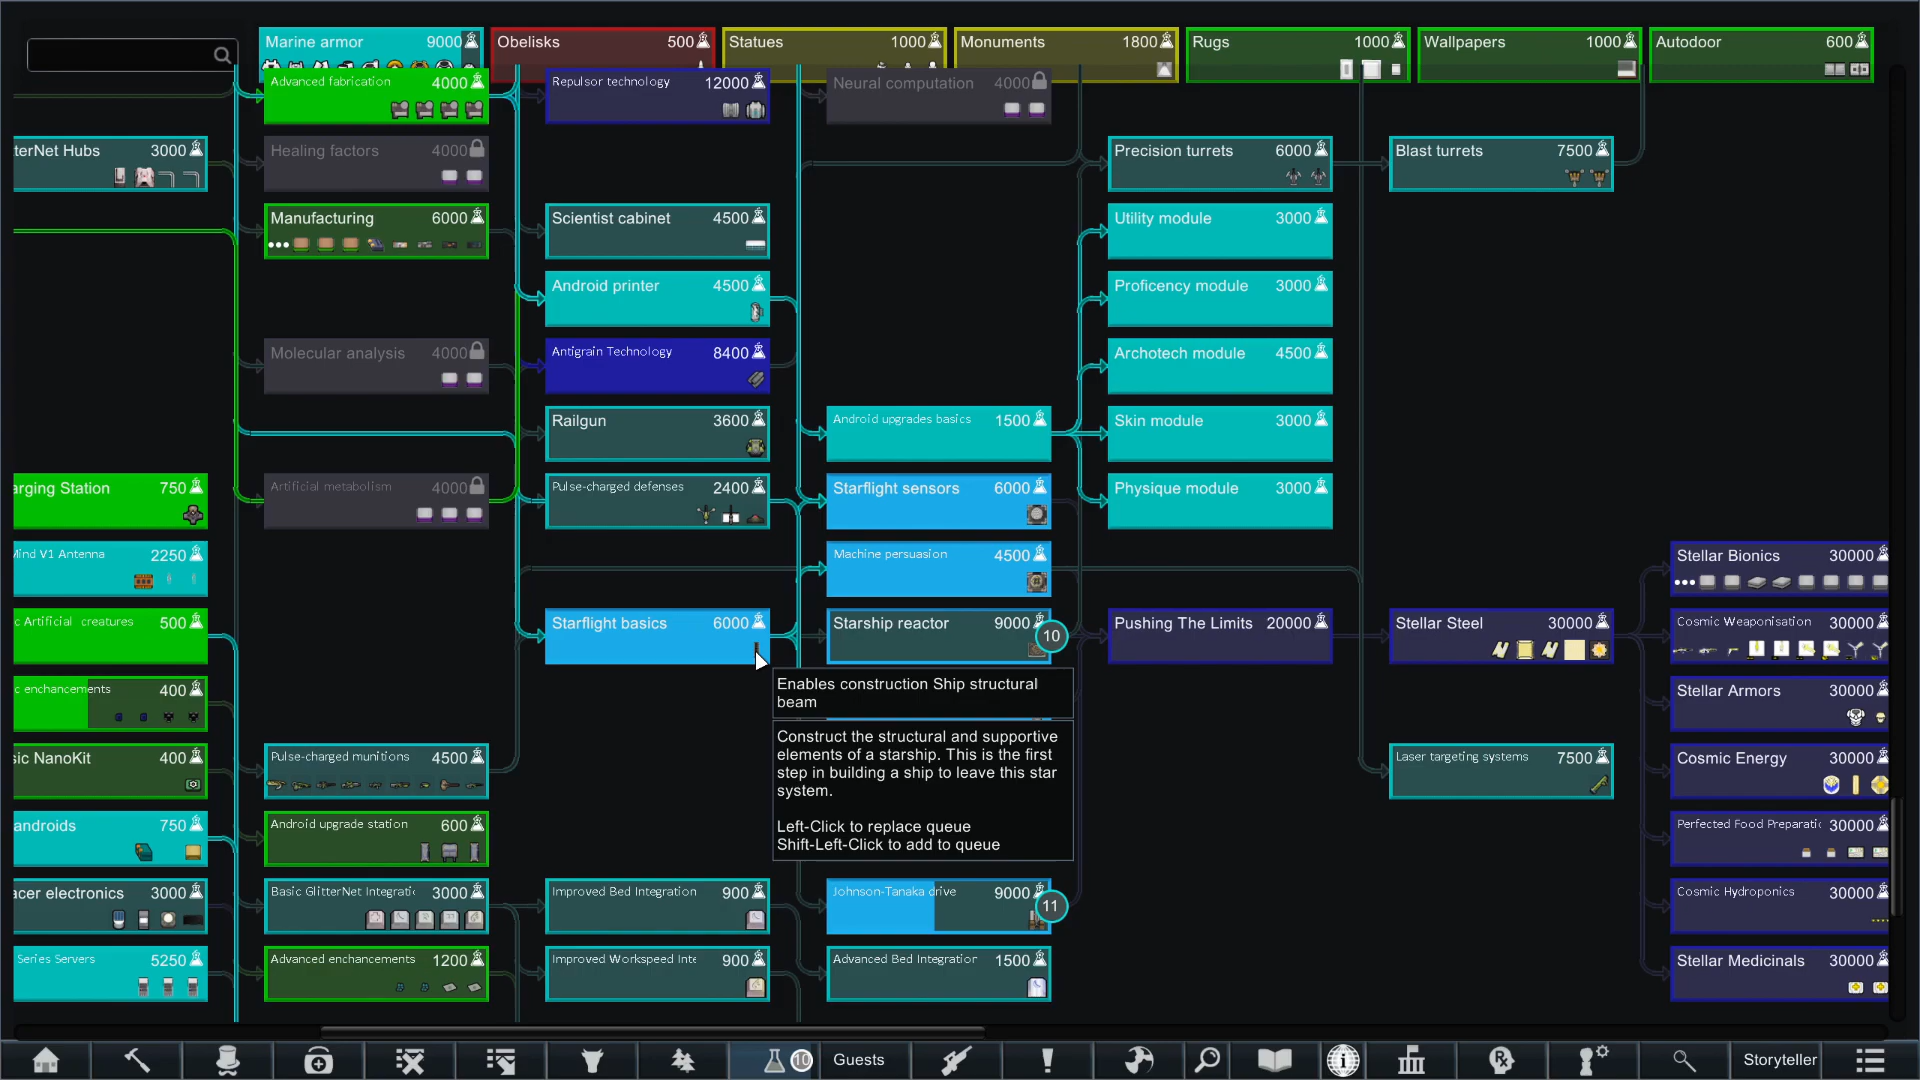 Marine armor 9000
Obelisks 500
Statues 1000
Monuments 1800
Rugs 1000
Wallpapers 1000
Autodoor 600
Advanced fabrication 4000
Repulsor technology 12000
Neural computation 4000
terNet Hubs 3000
Healing factors 4000
Precision turrets 6000
Blast turrets 7500
Manufacturing 6000
Scientist cabinet 4500
Utility module 3000
Android printer 4500
Proficency module 3000
Molecular analysis 4000
Antigrain Technology 8400
Archotech module 4500
Railgun 3600
Android upgrades basics 1500
Skin module 3000
arging Station 750
Artificial metabolism 4000
Pulse-charged defenses 2400
Starflight sensors 6000
Physique module 3000
Mind V1 Antenna 2250
Machine persuasion 4500
Stellar Bionics 30000
c Artificial creatures 500
Starflight basics 6000
Starship reactor 9000
10
Pushing The Limits 20000
Stellar Steel 30000
Cosmic Weaponisation 30000
c enchancements 400
Enables construction Ship structural
beam
Stellar Armors 30000
Construct the structural and supportive
elements of a starship. This is the first
step in building a ship to leave this star
system.
Left-Click to replace queue
Shift-Left-Click to add to queue
sic NanoKit 400
Pulse-charged munitions 4500
Laser targeting systems 7500
Cosmic Energy 30000
androids 750
Android upgrade station 600
Perfected Food Preparatic 30000
acer electronics 3000
Basic GlitterNet Integratic 3000
Improved Bed Integration 900
Johnson-Tanaka drive 9000
11
Cosmic Hydroponics 30000
Series Servers 5250
Advanced enchancements 1200
Improved Workspeed Inte 900
Advanced Bed Integration 1500
Stellar Medicinals 30000
10
Guests
Storyteller